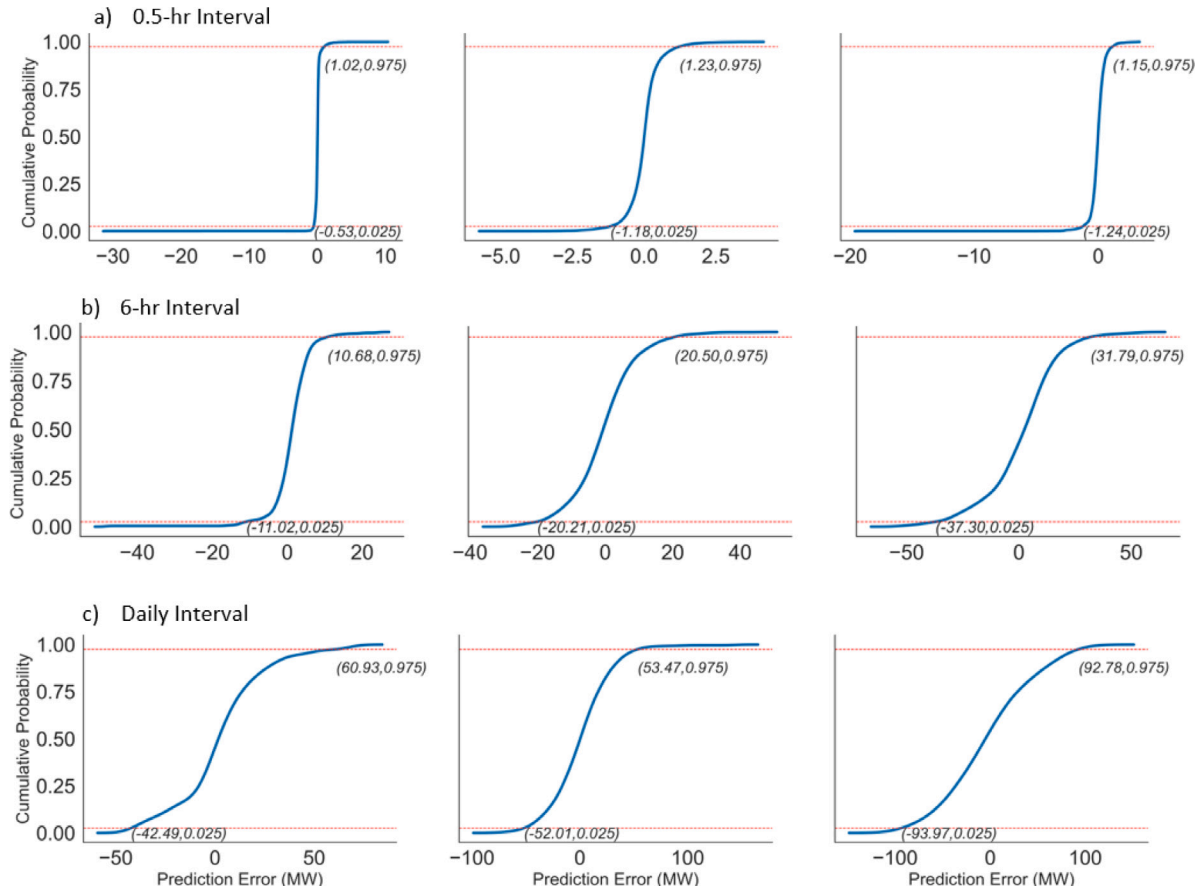 a) 0.5-hr Interval
1.00
0.75
0.50
0.25
0.00
Cumulative Probability
(1.02,0.975)
(-0.53,0.025)
−30 −20 −10 0 10
(1.23,0.975)
(-1.18,0.025)
−5.0 −2.5 0.0 2.5
(1.15,0.975)
(-1.24,0.025)
−20 −10 0
b) 6-hr Interval
1.00
0.75
0.50
0.25
0.00
Cumulative Probability
(10.68,0.975)
(-11.02,0.025)
−40 −20 0 20
(20.50,0.975)
(-20.21,0.025)
−40 −20 0 20 40
(31.79,0.975)
(-37.30,0.025)
−50 0 50
c) Daily Interval
1.00
0.75
0.50
0.25
0.00
Cumulative Probability
(60.93,0.975)
(-42.49,0.025)
−50 0 50
Prediction Error (MW)
(53.47,0.975)
(-52.01,0.025)
−100 0 100
Prediction Error (MW)
(92.78,0.975)
(-93.97,0.025)
−100 0 100
Prediction Error (MW)